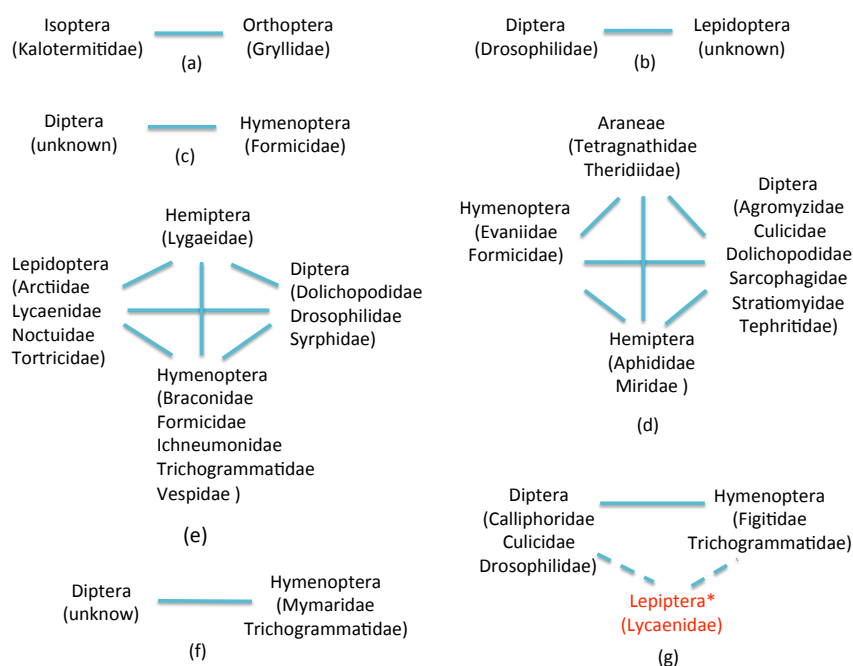 Isoptera
(Kalotermitidae)
Orthoptera
(Gryllidae)
(a)
Diptera
(Drosophilidae)
Lepidoptera
(unknown)
(b)
Diptera
(unknown)
Hymenoptera
(Formicidae)
(c)
Araneae
(Tetragnathidae
Theridiidae)
Hymenoptera
(Evaniidae
Formicidae)
Diptera
(Agromyzidae
Culicidae
Dolichopodidae
Sarcophagidae
Stratiomyidae
Tephritidae)
Hemiptera
(Aphididae
Miridae )
(d)
Hemiptera
(Lygaeidae)
Lepidoptera
(Arctiidae
Lycaenidae
Noctuidae
Tortricidae)
Diptera
(Dolichopodidae
Drosophilidae
Syrphidae)
Hymenoptera
(Braconidae
Formicidae
Ichneumonidae
Trichogrammatidae
Vespidae )
(e)
Diptera
(unknow)
Hymenoptera
(Mymaridae
Trichogrammatidae)
(f)
Diptera
(Calliphoridae
Culicidae
Drosophilidae)
Hymenoptera
(Figitidae
Trichogrammatidae)
Lepiptera*
(Lycaenidae)
(g)